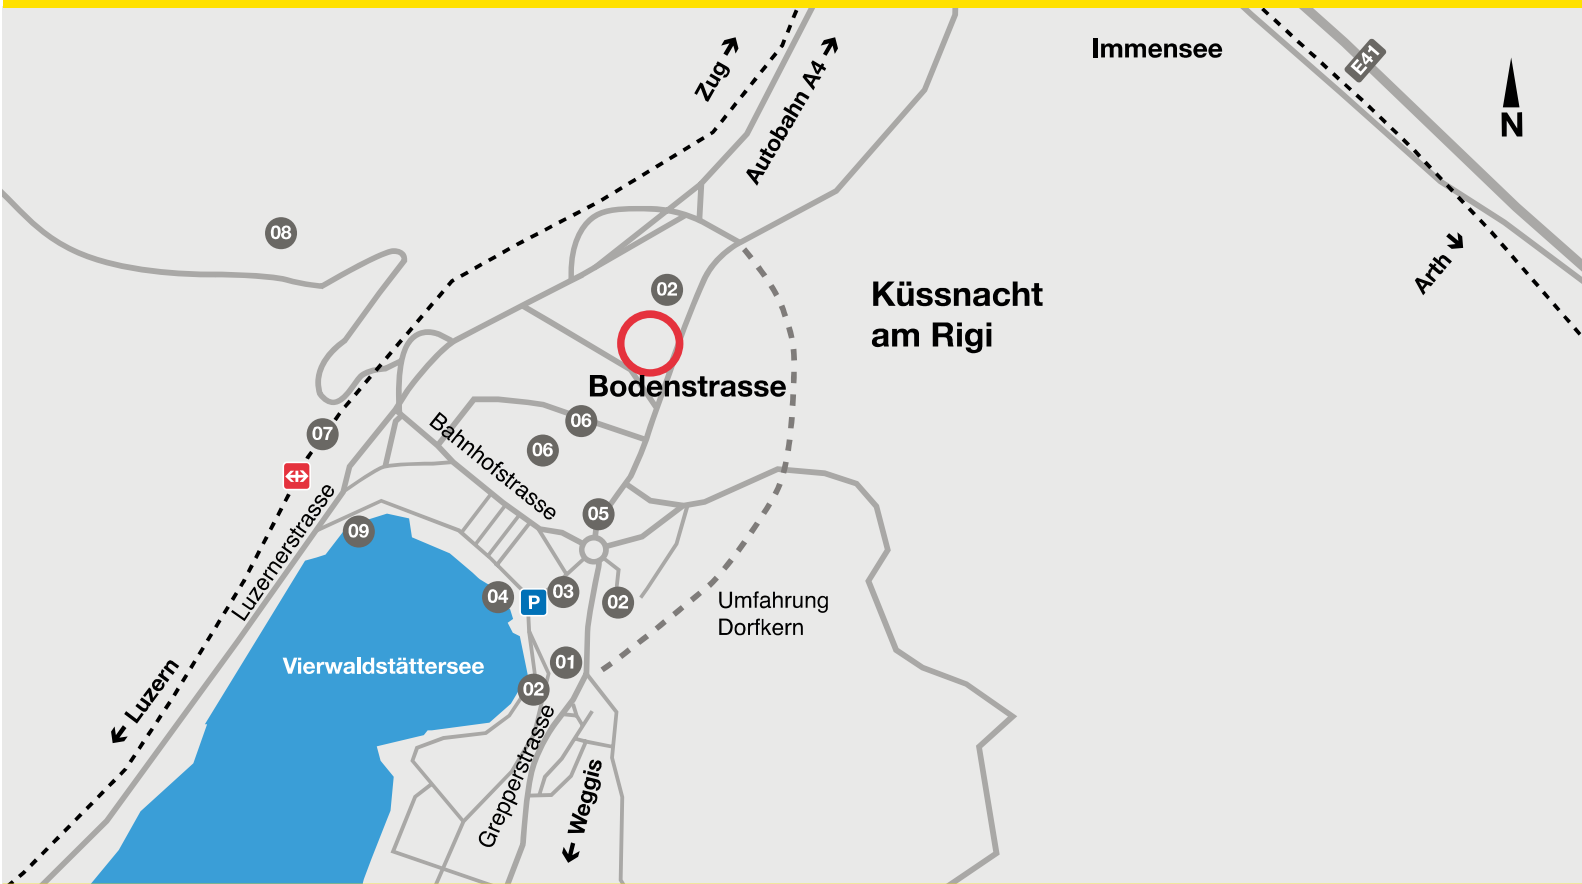 Immensee
E41
Zug
Autobahn A4
N
08
Arth
02
Küssnacht
am Rigi
Bodenstrasse
06
07
Bahnhofstrasse
06
Luzernerstrasse
05
09
04
P
03
02
Umfahrung
Dorfkern
Vierwaldstättersee
01
02
Luzern
Grepperstrasse
Weggis